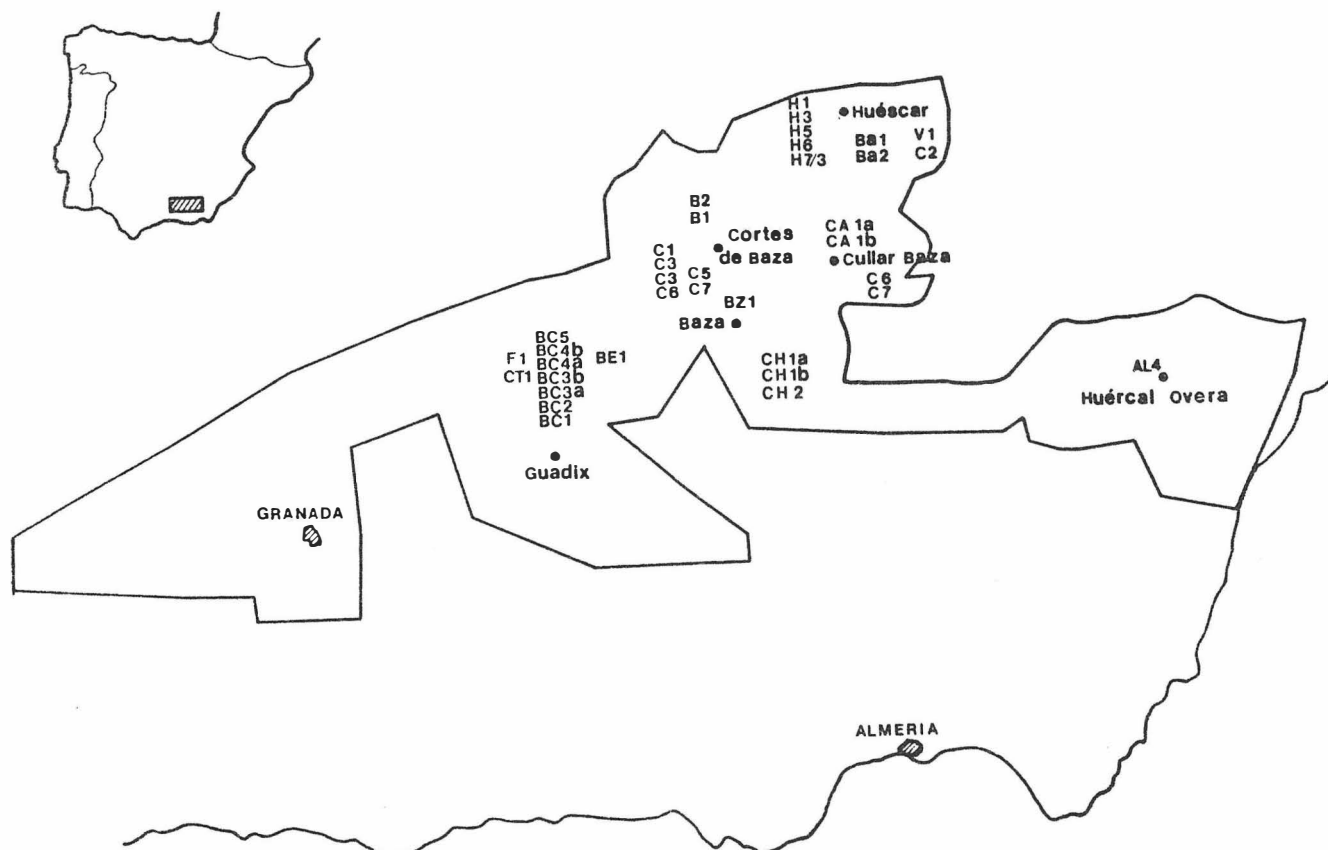 H1
H3
H5
H6
H7/3
Huéscar
Ba1
Ba2
V1
C2
B2
B1
Cortes
de Baza
C1
C3
C3
C6
C5
C7
CA 1a
CA 1b
Cullar Baza
C6
C7
BZ1
Baza
BC5
BC4b
BC4a
BC3b
BC3a
BC2
BC1
F1
CT1
BE1
CH1a
CH1b
CH2
AL4
Huércal Overa
Guadix
GRANADA
ALMERIA